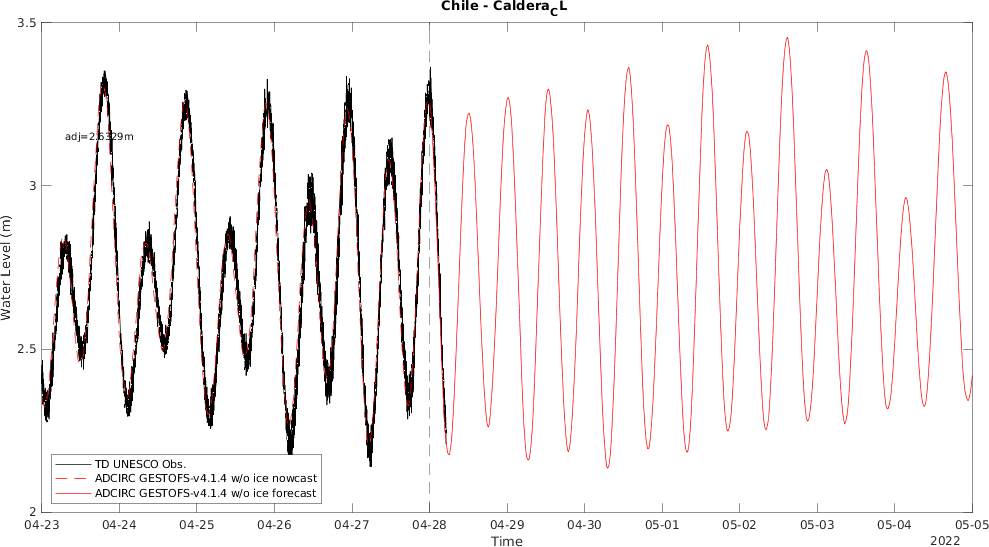 Chile - Caldera_CL
3.5
3
2.5
2
Water Level (m)
adj=2.6329m
TD UNESCO Obs.
ADCIRC GESTOFS-v4.1.4 w/o ice nowcast
ADCIRC GESTOFS-v4.1.4 w/o ice forecast
04-23 04-24 04-25 04-26 04-27 04-28 04-29 04-30 05-01 05-02 05-03 05-04 05-05
Time
2022